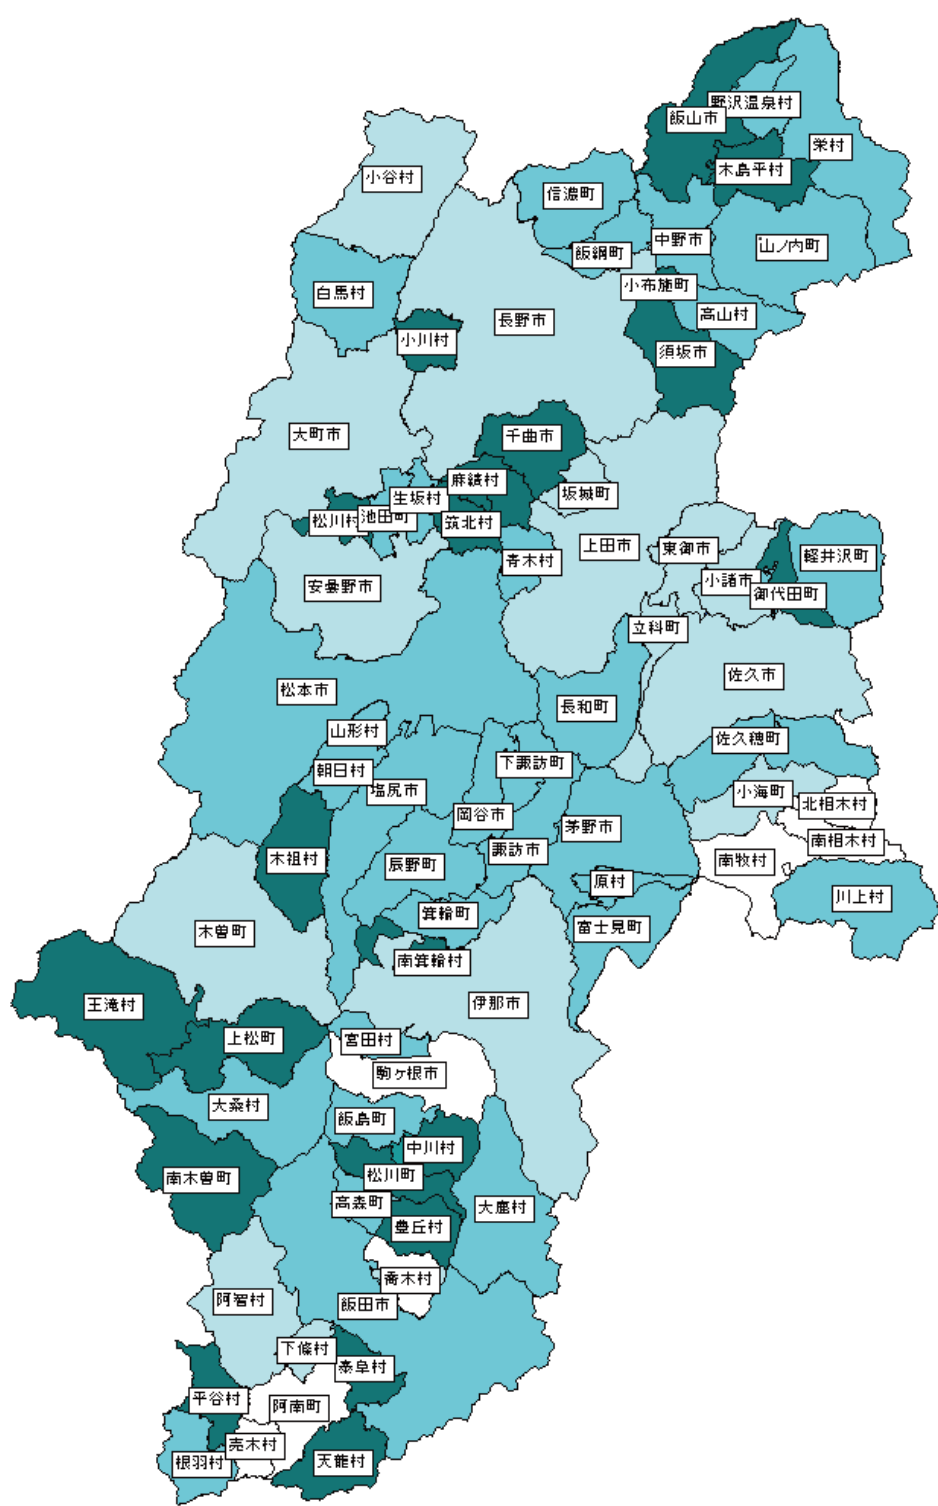 野沢温泉村
飯山市
栄村
木島平村
小谷村
信濃町
中野市
山ノ内町
飯綱町
小布施町
白馬村
高山村
長野市
小川村
須坂市
大町市
千曲市
麻績村
坂城町
生坂村
松川村
池田町
筑北村
上田市
東御市
軽井沢町
青木村
小諸市
安曇野市
御代田町
立科町
佐久市
松本市
長和町
山形村
佐久穂町
下諏訪町
朝日村
塩尻市
小海町
北相木村
岡谷市
茅野市
南相木村
諏訪市
木祖村
辰野町
南牧村
原村
川上村
箕輪町
富士見町
木曽町
南箕輪村
王滝村
伊那市
上松町
宮田村
駒ヶ根市
大桑村
飯島町
中川村
松川町
南木曽町
高森町
大鹿村
豊丘村
喬木村
阿智村
飯田市
下條村
泰阜村
平谷村
阿南町
売木村
根羽村
天龍村